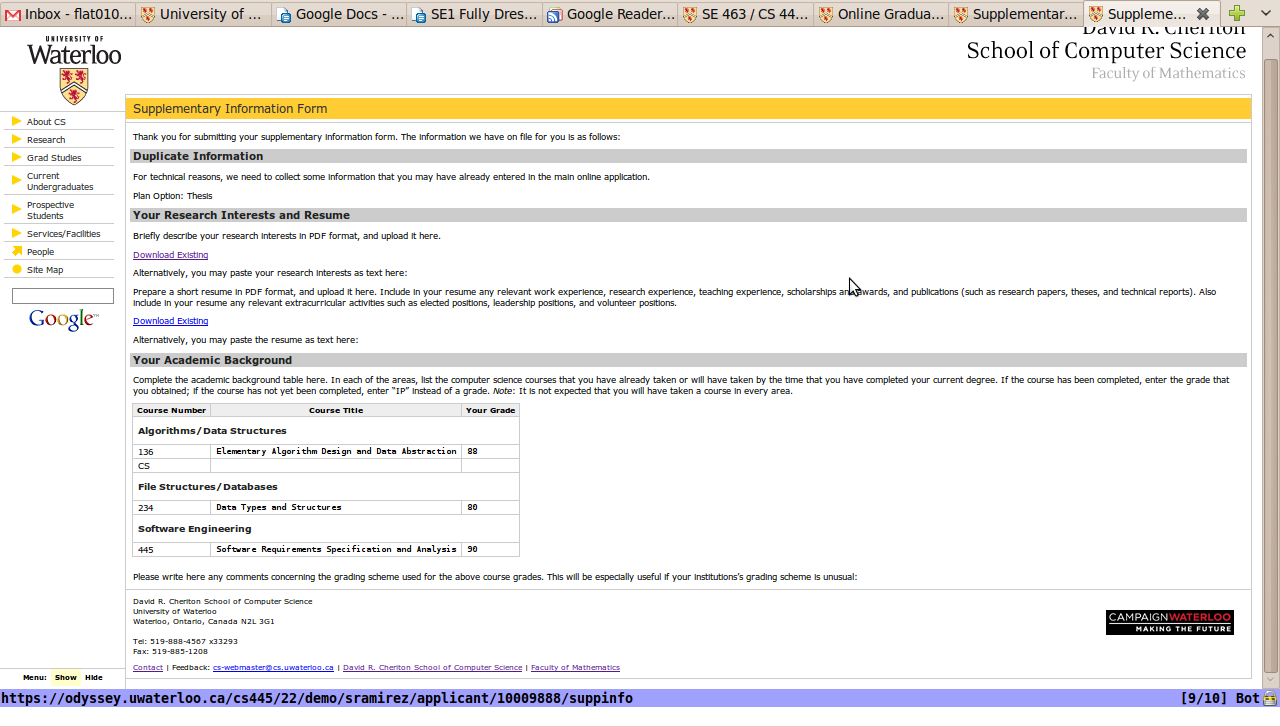 Inbox - flat010...
University of ...
Google Docs - ...
SE1 Fully Dres...
Google Reader...
SE 463 / CS 44...
Online Gradua...
Supplementar...
Suppleme...
UNIVERSITY OF
Waterloo
David R. Cheriton
School of Computer Science
Faculty of Mathematics
About CS
Research
Grad Studies
Current
Undergraduates
Prospective
Students
Services/Facilities
People
Site Map
Google™
Supplementary Information Form
Thank you for submitting your supplementary information form. The information we have on file for you is as follows:
Duplicate Information
For technical reasons, we need to collect some information that you may have already entered in the main online application.
Plan Option: Thesis
Your Research Interests and Resume
Briefly describe your research interests in PDF format, and upload it here.
Download Existing
Alternatively, you may paste your research interests as text here:
Prepare a short resume in PDF format, and upload it here. Include in your resume any relevant work experience, research experience, teaching experience, scholarships and awards, and publications (such as research papers, theses, and technical reports). Also
include in your resume any relevant extracurricular activities such as elected positions, leadership positions, and volunteer positions.
Download Existing
Alternatively, you may paste the resume as text here:
Your Academic Background
Complete the academic background table here. In each of the areas, list the computer science courses that you have already taken or will have taken by the time that you have completed your current degree. If the course has been completed, enter the grade that
you obtained; if the course has not yet been completed, enter "IP" instead of a grade. Note: It is not expected that you will have taken a course in every area.
Course Number Course Title Your Grade
Algorithms/Data Structures
136 Elementary Algorithm Design and Data Abstraction 88
CS
File Structures/Databases
234 Data Types and Structures 80
Software Engineering
445 Software Requirements Specification and Analysis 90
Please write here any comments concerning the grading scheme used for the above course grades. This will be especially useful if your institutions's grading scheme is unusual:
David R. Cheriton School of Computer Science
University of Waterloo
Waterloo, Ontario, Canada N2L 3G1
Tel: 519-888-4567 x33293
Fax: 519-885-1208
Contact | Feedback: cs-webmaster@cs.uwaterloo.ca | David R. Cheriton School of Computer Science | Faculty of Mathematics
CAMPAIGN WATERLOO
MAKING THE FUTURE
Menu: Show Hide
https://odyssey.uwaterloo.ca/cs445/22/demo/sramirez/applicant/10009888/suppinfo [9/10] Bot